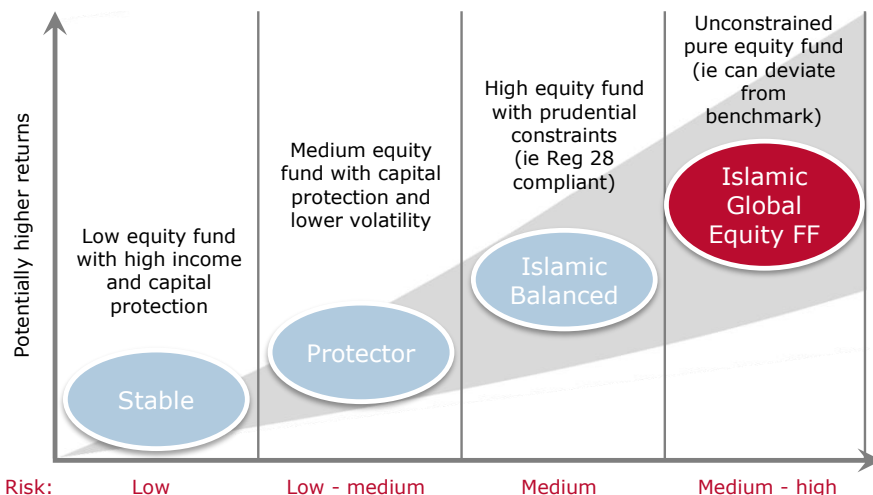 Potentially higher returns
Low equity fund
with high income
and capital
protection
Stable
Medium equity
fund with capital
protection and
lower volatility
Protector
High equity fund
with prudential
constraints
(ie Reg 28
compliant)
Islamic
Balanced
Unconstrained
pure equity fund
(ie can deviate
from
benchmark)
Islamic
Global
Equity FF
Risk: Low Low - medium Medium Medium - high